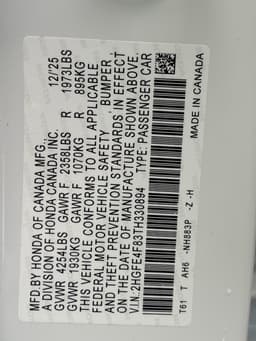 MFD.BY HONDA OF CANADA MFG.,
A DIVISION OF HONDA CANADA INC. 12/'25
GVWR 4254LBS GAWR F 2358LBS R 1973LBS
GVWR 1930KG GAWR F 1070KG R 895KG
THIS VEHICLE CONFORMS TO ALL APPLICABLE
FEDERAL MOTOR VEHICLE SAFETY , BUMPER ,
AND THEFT PREVENTION STANDARDS IN EFFECT
ON THE DATE OF MANUFACTURE SHOWN ABOVE.
V.I.N:2HGFE4F83TH330894 TYPE: PASSENGER CAR
T61 T AH6 -NH883P -Z -H
MADE IN CANADA